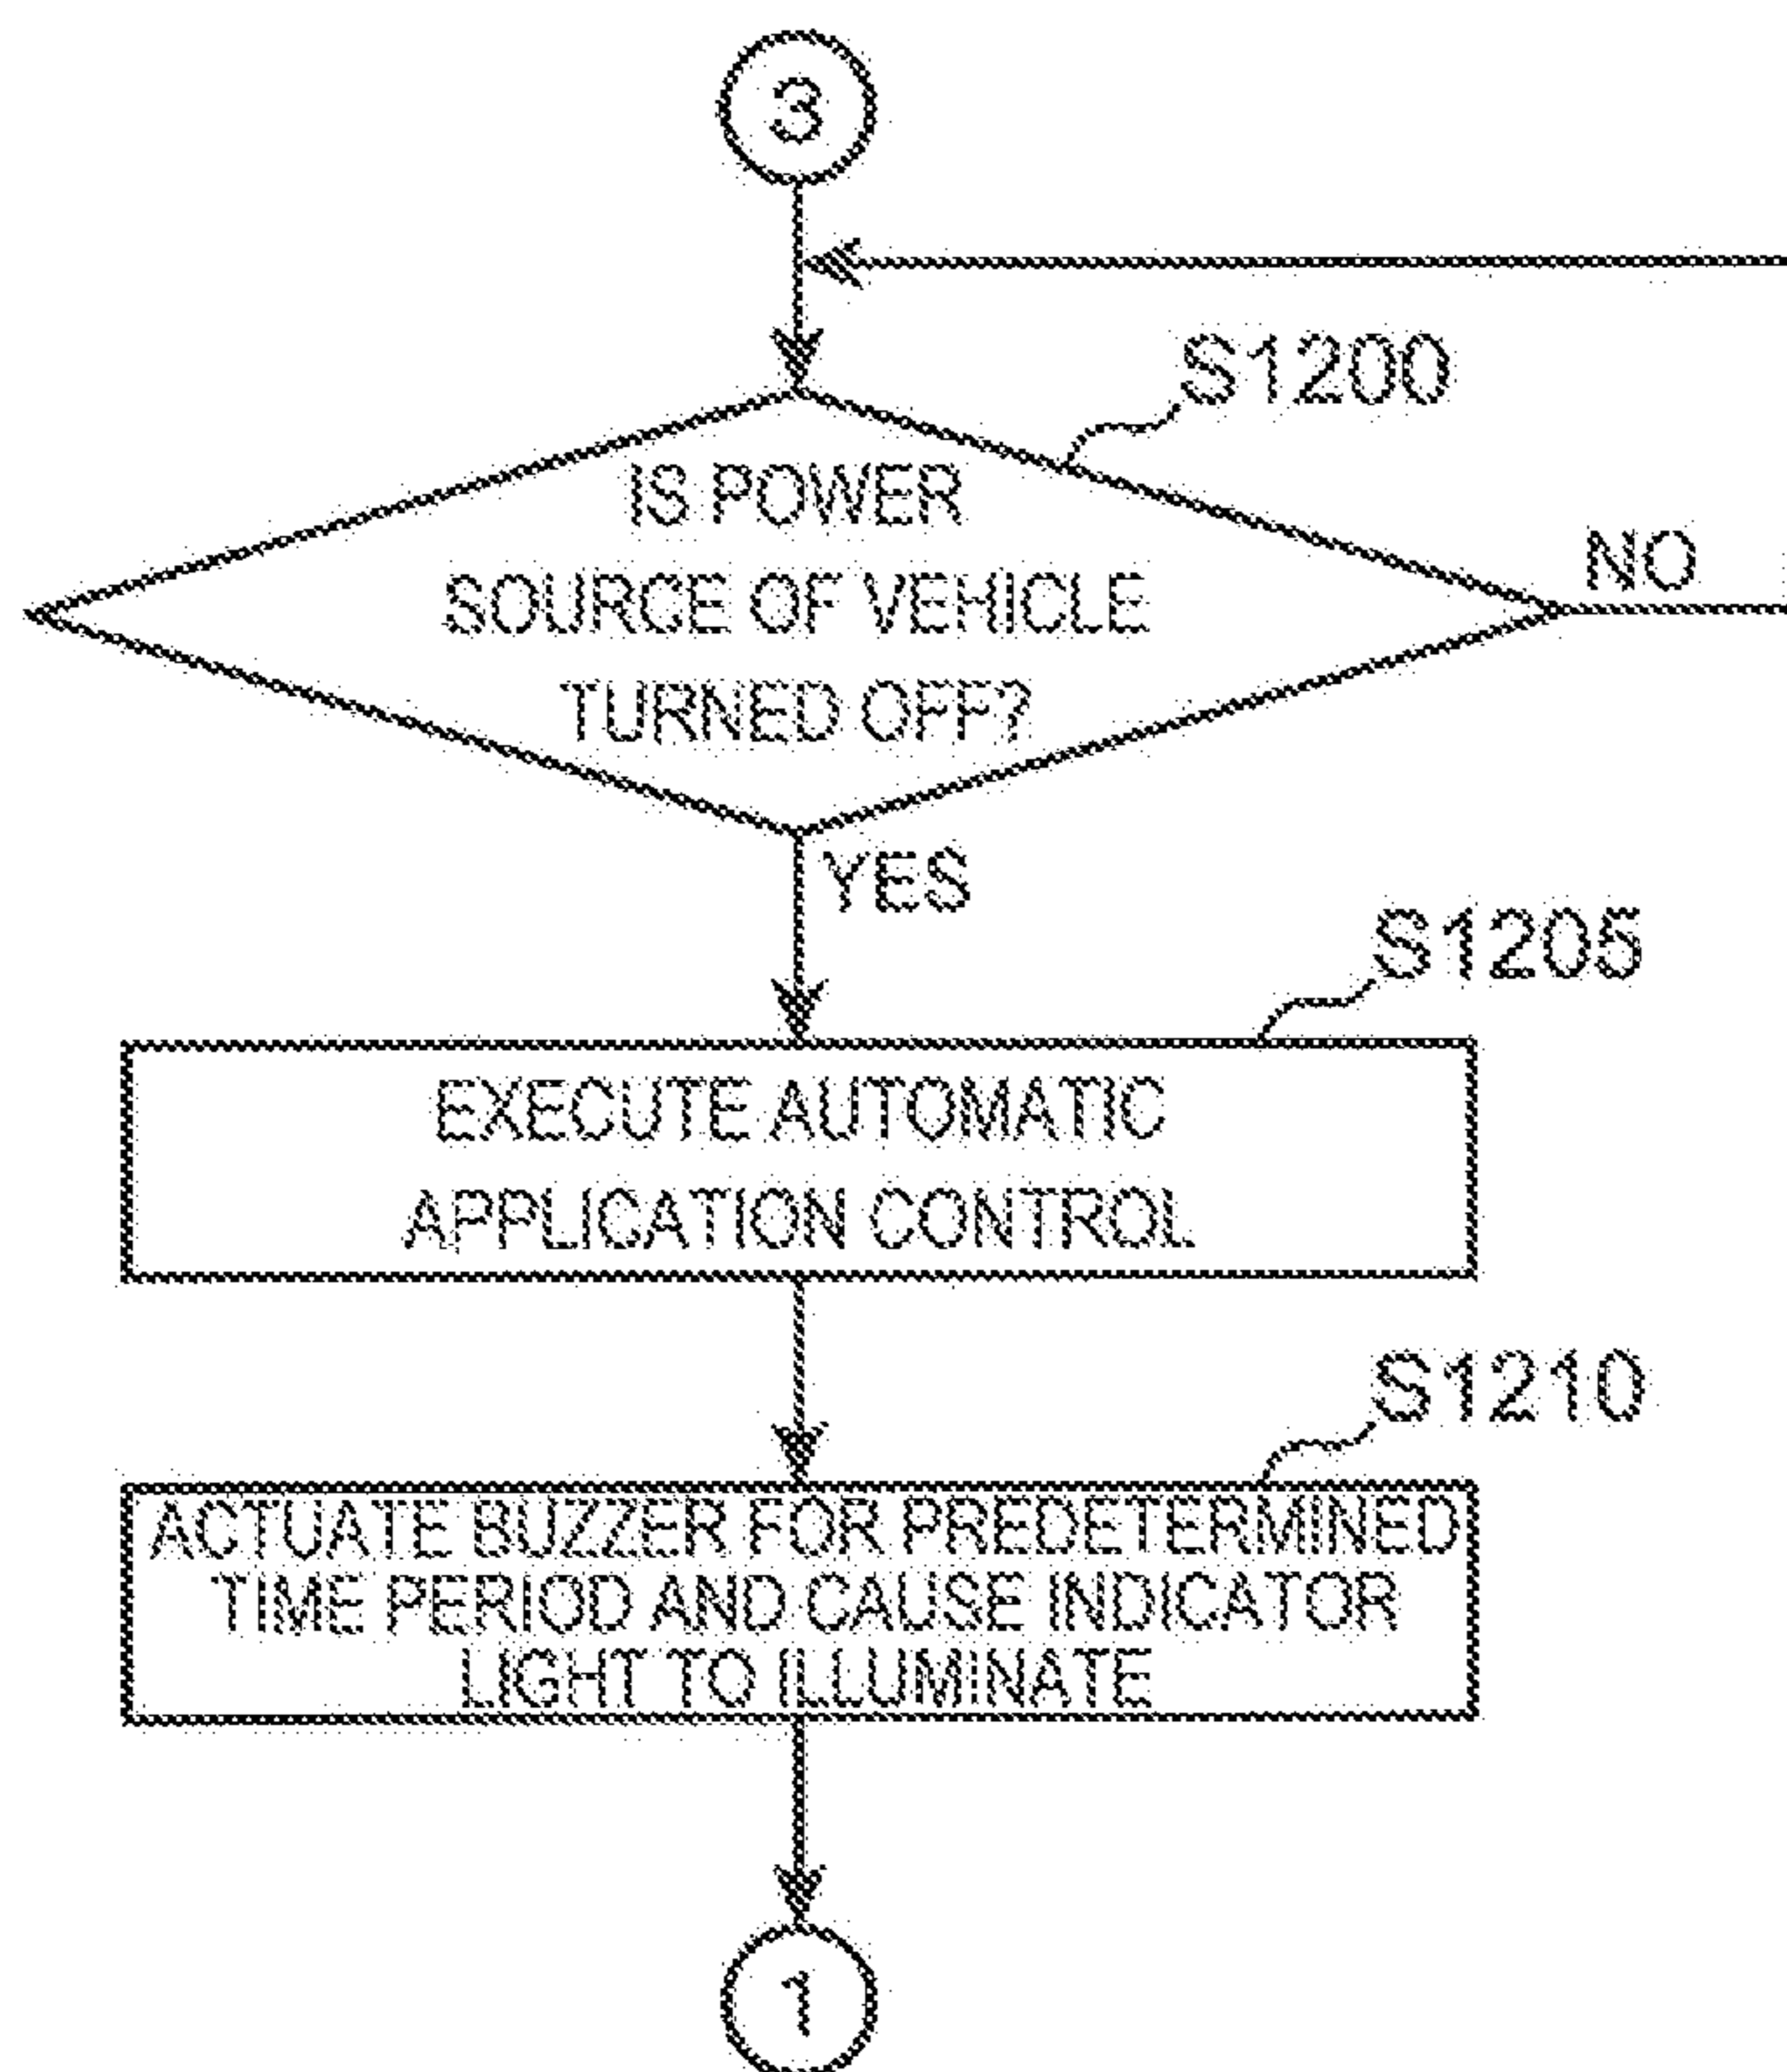 3
S1200
IS POWER
SOURCE OF VEHICLE
TURNED OFF?
NO
YES
S1205
EXECUTE AUTOMATIC
APPLICATION CONTROL
S1210
ACTUATE BUZZER FOR PREDETERMINED
TIME PERIOD AND CAUSE INDICATOR
LIGHT TO ILLUMINATE
1